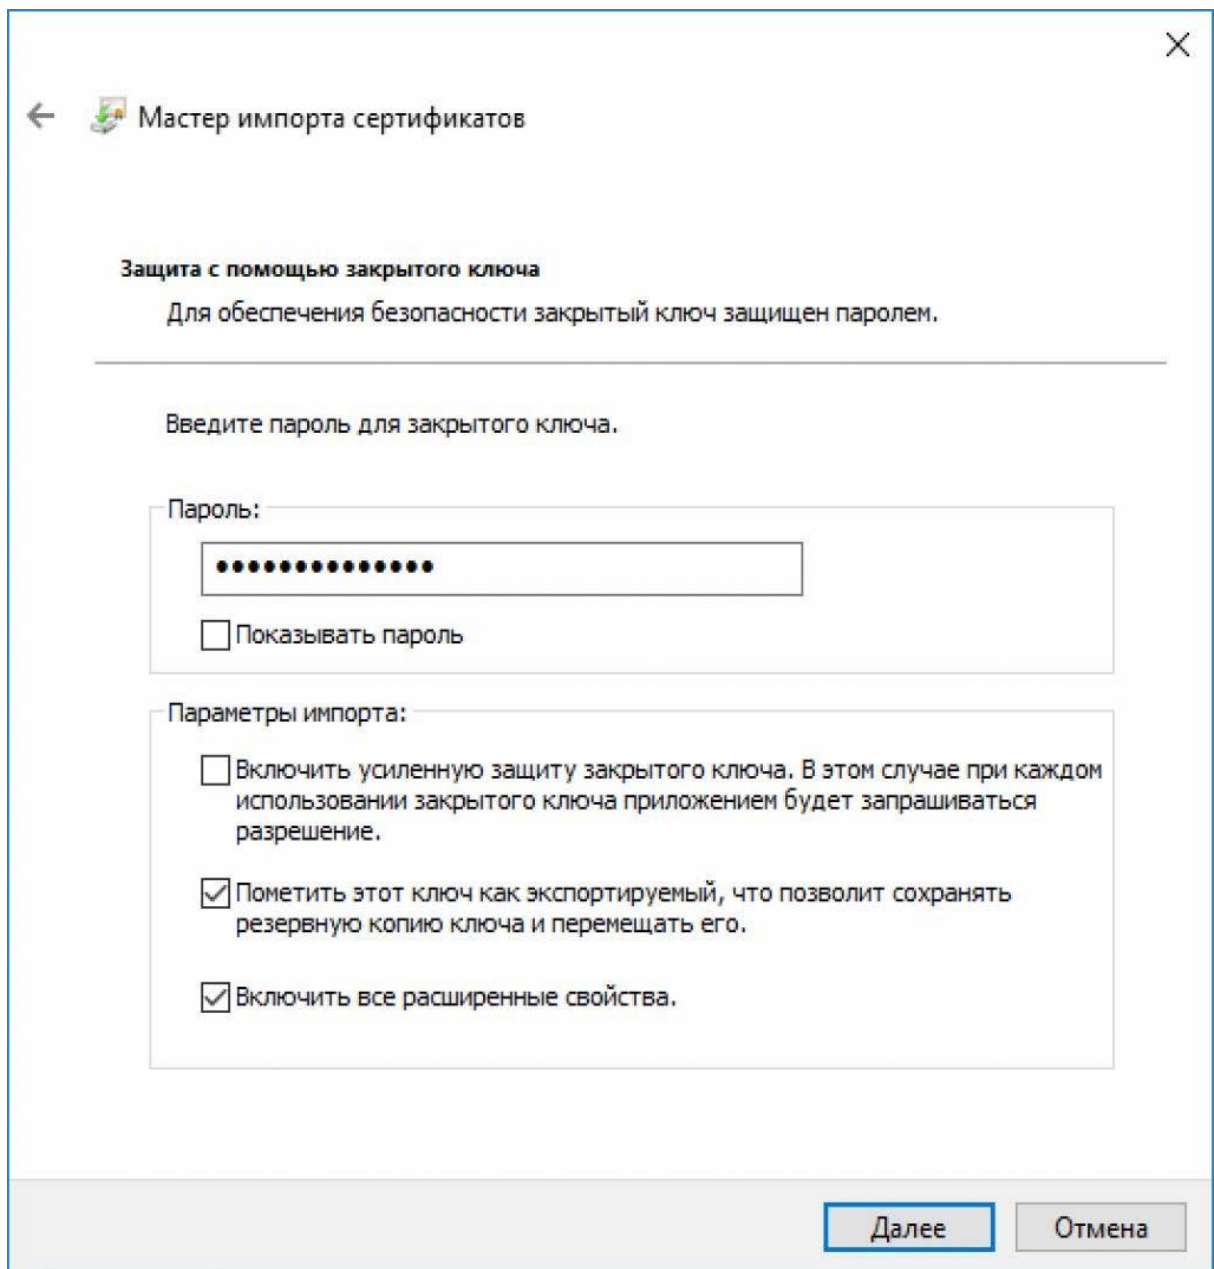 Мастер импорта сертификатов
Защита с помощью закрытого ключа
Для обеспечения безопасности закрытый ключ защищен паролем.
Введите пароль для закрытого ключа.
Пароль:
••••••••••••••
Показывать пароль
Параметры импорта:
Включить усиленную защиту закрытого ключа. В этом случае при каждом
использовании закрытого ключа приложением будет запрашиваться
разрешение.
Пометить этот ключ как экспортируемый, что позволит сохранять
резервную копию ключа и перемещать его.
Включить все расширенные свойства.
Далее
Отмена